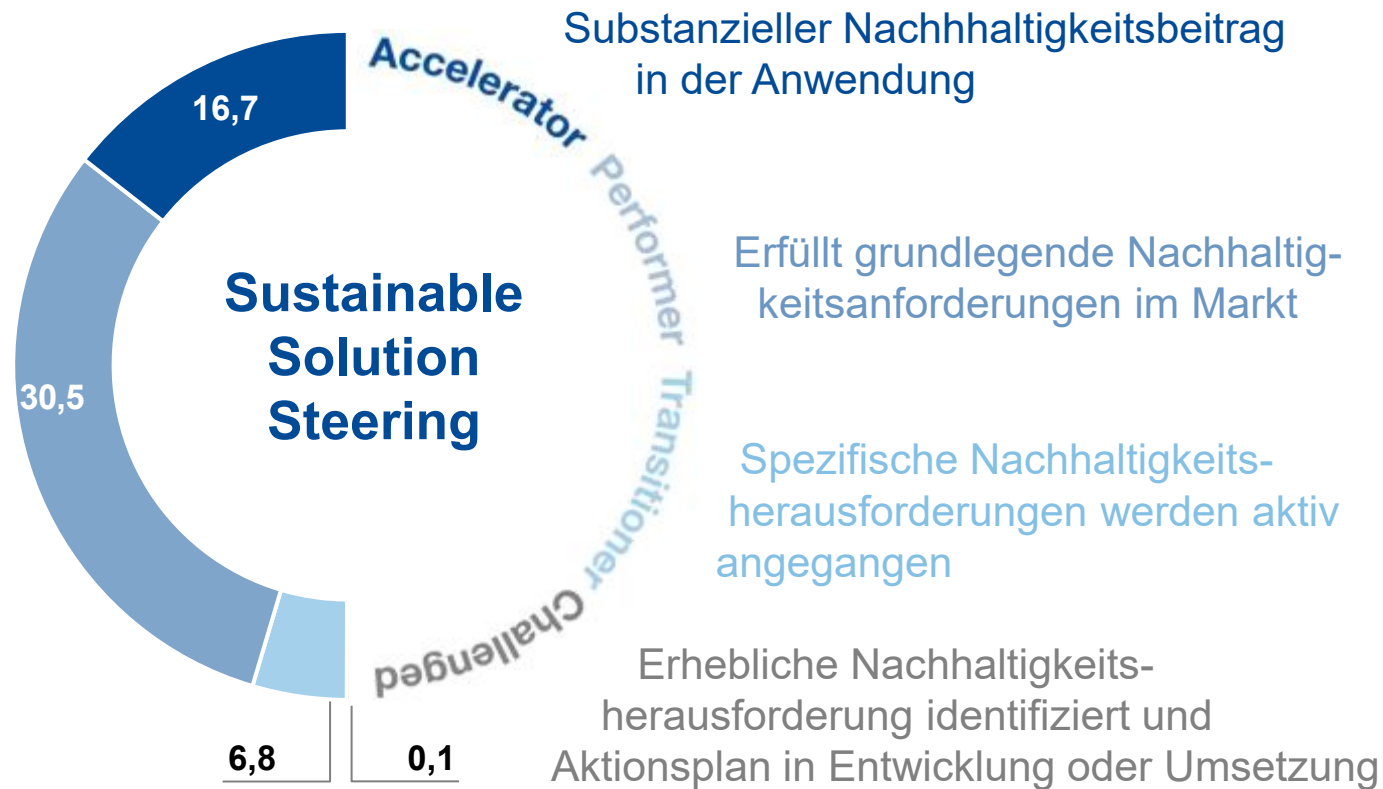 Substanzieller Nachhhaltigkeitsbeitrag
in der Anwendung
Accelerator
16,7
Performer
Erfüllt grundlegende Nachhaltig-
keitsanforderungen im Markt
Sustainable
Solution
Steering
30,5
Transitioner
Spezifische Nachhaltigkeits-
herausforderungen werden aktiv
angegangen
Challenged
Erhebliche Nachhaltigkeits-
herausforderung identifiziert und
Aktionsplan in Entwicklung oder Umsetzung
6,8
0,1